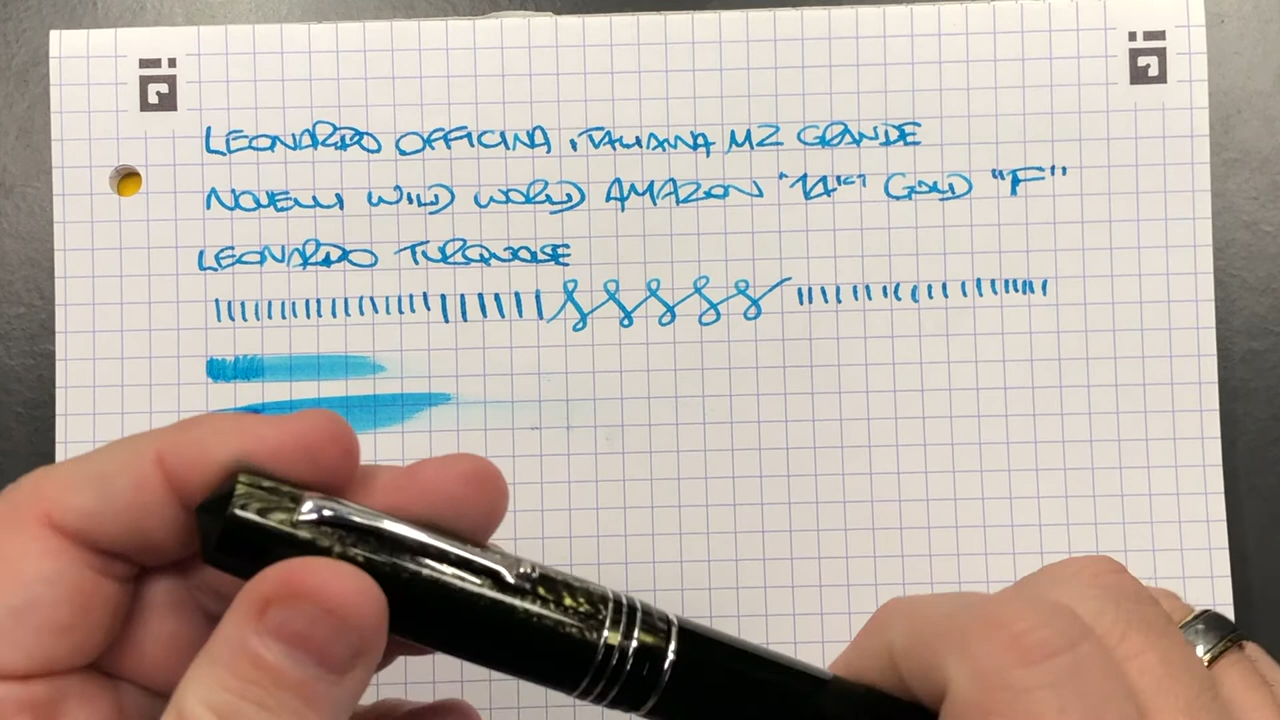 LEONARDO OFFICINA ITALIANA MZ GRANDE
NOVELLI WILD WORLD AMAZON "14KT GOLD "F"
LEONARDO TURQUOISE